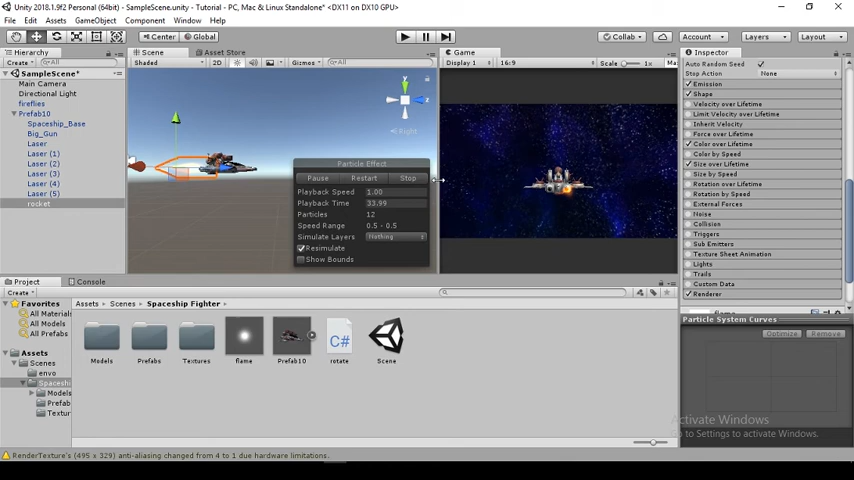 Unity 2018.1.9f2 Personal (64bit) - SampleScene.unity - Tutorial - PC, Mac & Linux Standalone* <DX11 on DX10 GPU>
File Edit Assets GameObject Component Window Help
Center Global Collab Account Layers Layout
Hierarchy Scene Asset Store Game Inspector
Create All Shaded 2D Gizmos All Display 1 16:9 Scale 1x
Auto Random Seed
Stop Action None
SampleScene*
Main Camera
Directional Light
fireflies
Prefab10
Spaceship_Base
Big_Gun
Laser
Laser (1)
Laser (2)
Laser (3)
Laser (4)
Laser (5)
rocket
y
z
Right
Particle Effect
Pause Restart Stop
Playback Speed 1.00
Playback Time 33.99
Particles 12
Speed Range 0.5 - 0.5
Simulate Layers Nothing
Resimulate
Show Bounds
Emission
Shape
Velocity over Lifetime
Limit Velocity over Lifetime
Inherit Velocity
Force over Lifetime
Color over Lifetime
Color by Speed
Size over Lifetime
Size by Speed
Rotation over Lifetime
Rotation by Speed
External Forces
Noise
Collision
Triggers
Sub Emitters
Texture Sheet Animation
Lights
Trails
Custom Data
Renderer
Particle System Curves
Optimize Remove
Project Console
Create
Favorites
All Materials
All Models
All Prefabs
Assets
Scenes
envo
Spaceship
Models
Prefab
Textur
Assets Scenes Spaceship Fighter
Models Prefabs Textures flame Prefab10 rotate Scene
C#
Activate Windows
Go to Settings to activate Windows.
RenderTexture's (495 x 329) anti-aliasing changed from 4 to 1 due hardware limitations.